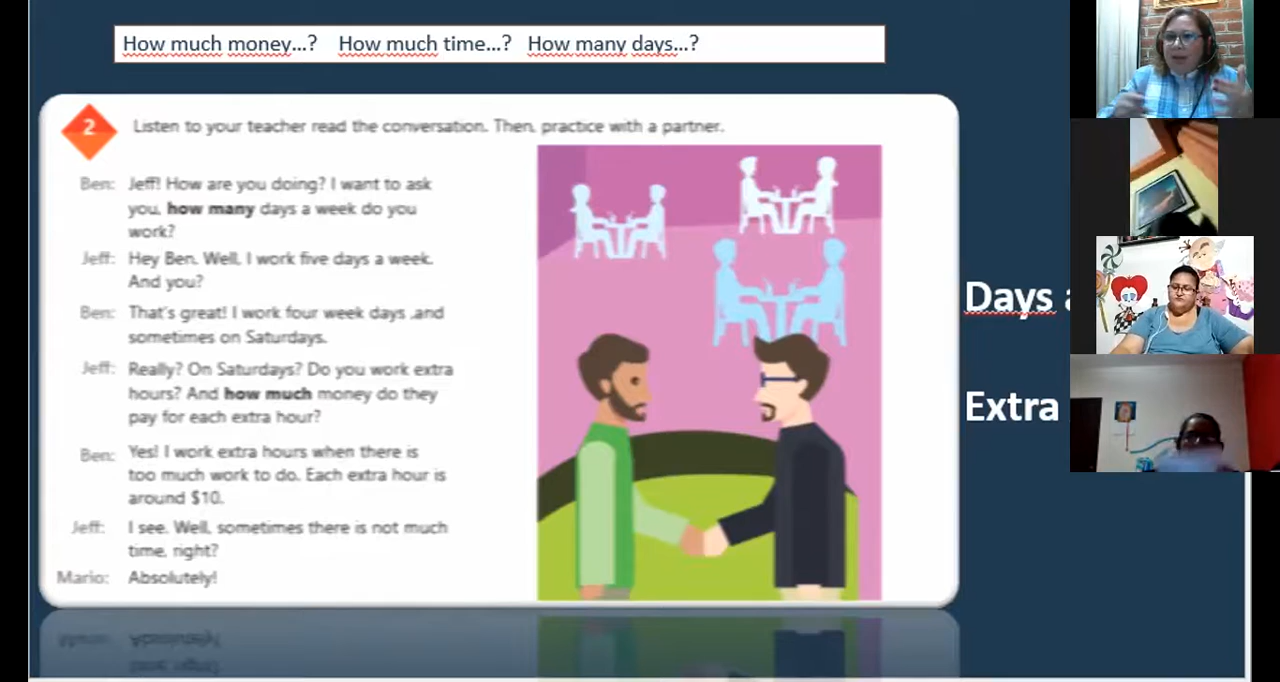 How much money...? How much time...? How many days...?
2 Listen to your teacher read the conversation. Then, practice with a partner.
Ben: Jeff! How are you doing? I want to ask
you, how many days a week do you
work?
Jeff: Hey Ben. Well, I work five days a week.
And you?
Ben: That's great! I work four week days ,and
sometimes on Saturdays.
Jeff: Really? On Saturdays? Do you work extra
hours? And how much money do they
pay for each extra hour?
Ben: Yes! I work extra hours when there is
too much work to do. Each extra hour is
around $10.
Jeff: I see. Well, sometimes there is not much
time, right?
Mario: Absolutely!
Days
Extra